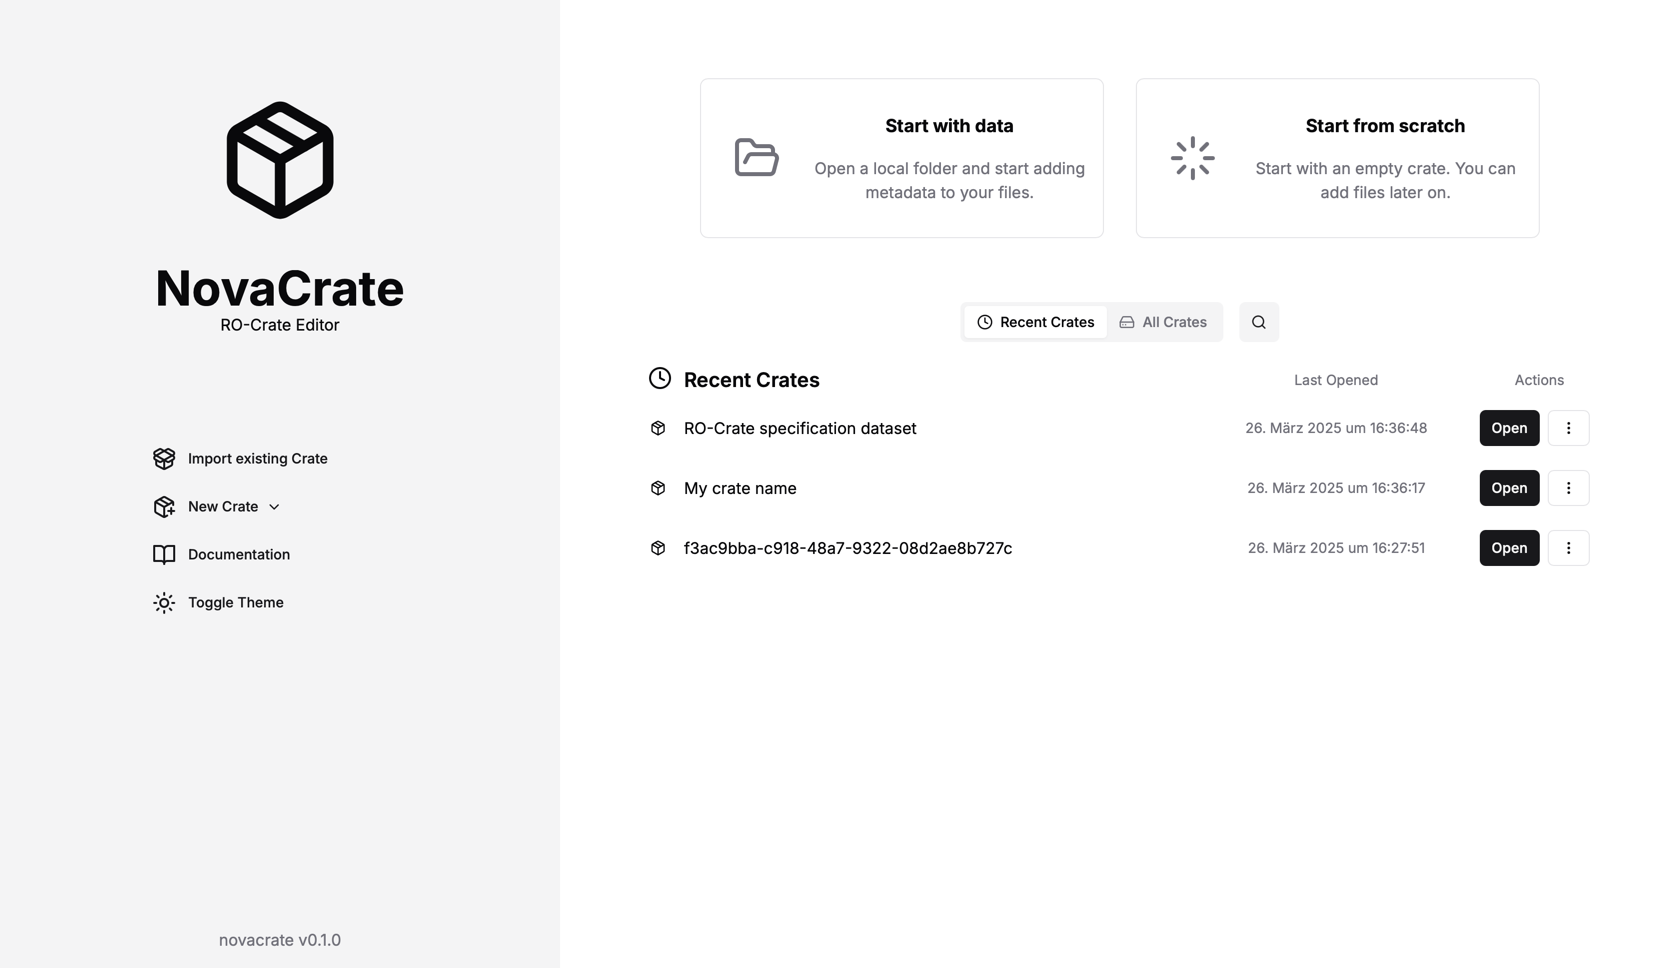 NovaCrate
RO-Crate Editor
Import existing Crate
New Crate
Documentation
Toggle Theme
novacrate v0.1.0
Start with data
Open a local folder and start adding
metadata to your files.
Start from scratch
Start with an empty crate. You can
add files later on.
Recent Crates All Crates
Recent Crates Last Opened Actions
RO-Crate specification dataset 26. März 2025 um 16:36:48 Open
My crate name 26. März 2025 um 16:36:17 Open
f3ac9bba-c918-48a7-9322-08d2ae8b727c 26. März 2025 um 16:27:51 Open